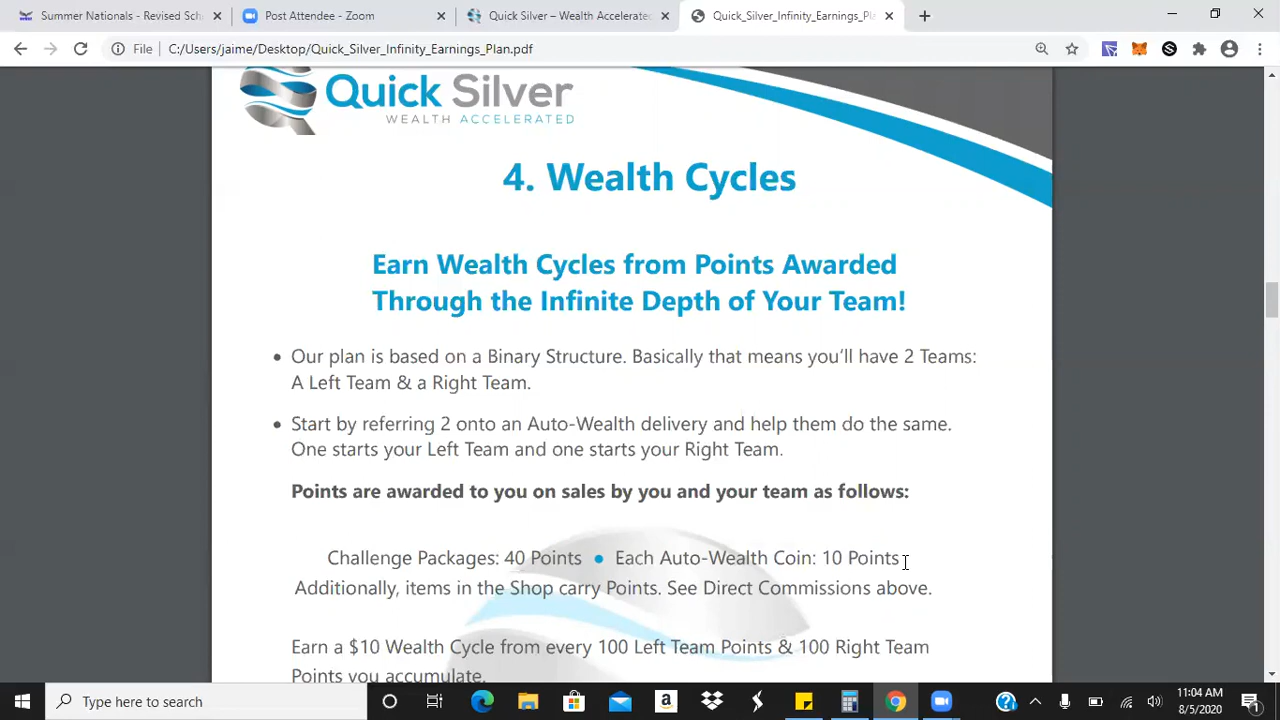 Summer Nationals - Revised Sch
Post Attendee - Zoom
Quick Silver – Wealth Accelerated
Quick_Silver_Infinity_Earnings_Pla
File
C:/Users/jaime/Desktop/Quick_Silver_Infinity_Earnings_Plan.pdf
Quick Silver
WEALTH ACCELERATED
4. Wealth Cycles
Earn Wealth Cycles from Points Awarded
Through the Infinite Depth of Your Team!
• Our plan is based on a Binary Structure. Basically that means you'll have 2 Teams:
A Left Team & a Right Team.
• Start by referring 2 onto an Auto-Wealth delivery and help them do the same.
One starts your Left Team and one starts your Right Team.
Points are awarded to you on sales by you and your team as follows:
Challenge Packages: 40 Points • Each Auto-Wealth Coin: 10 Points
Additionally, items in the Shop carry Points. See Direct Commissions above.
Earn a $10 Wealth Cycle from every 100 Left Team Points & 100 Right Team
Points you accumulate.
Type here to search
11:04 AM
8/5/2020